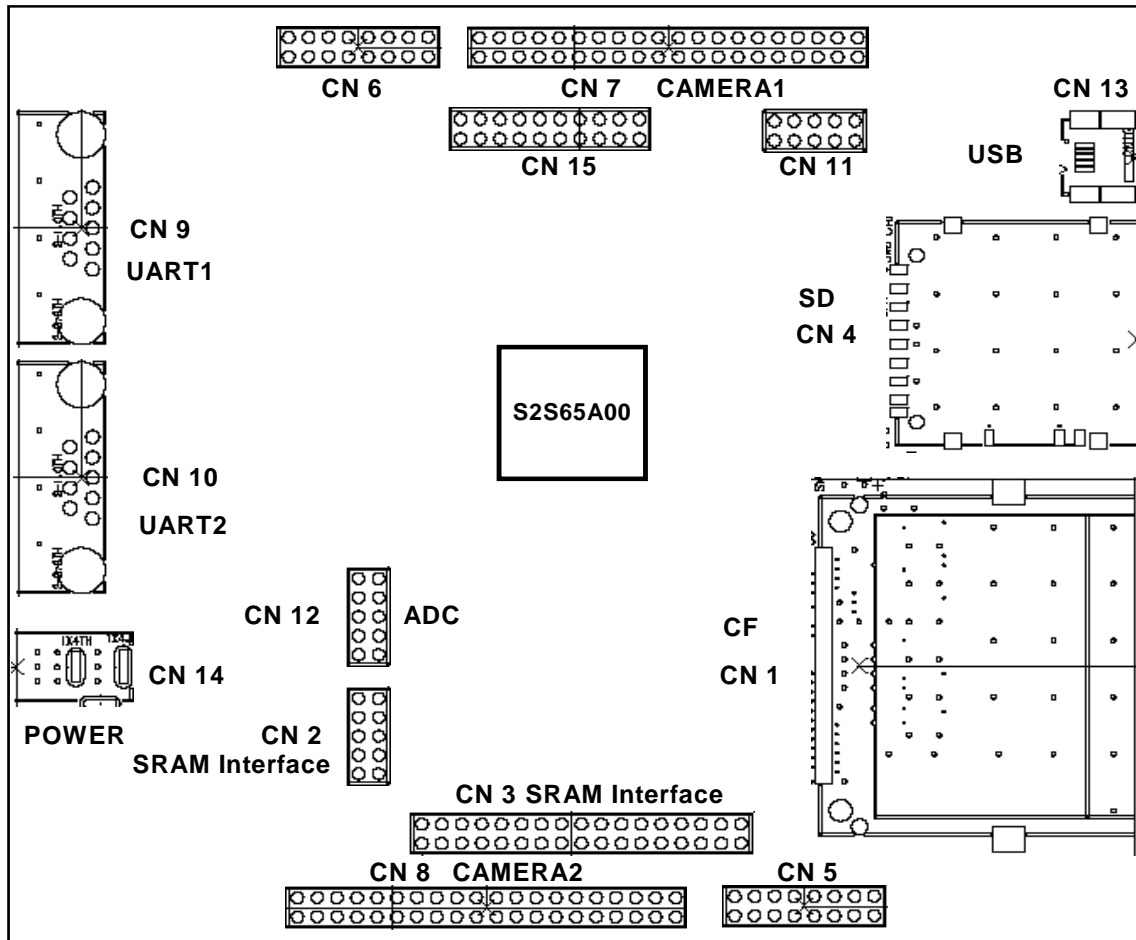 CN 6
CN 7 CAMERA1
CN 13
CN 15
CN 11
USB
CN 9
UART1
SD
CN 4
S2S65A00
CN 10
UART2
CN 12
ADC
CF
CN 14
CN 1
POWER
CN 2
SRAM Interface
CN 3 SRAM Interface
CN 8 CAMERA2
CN 5